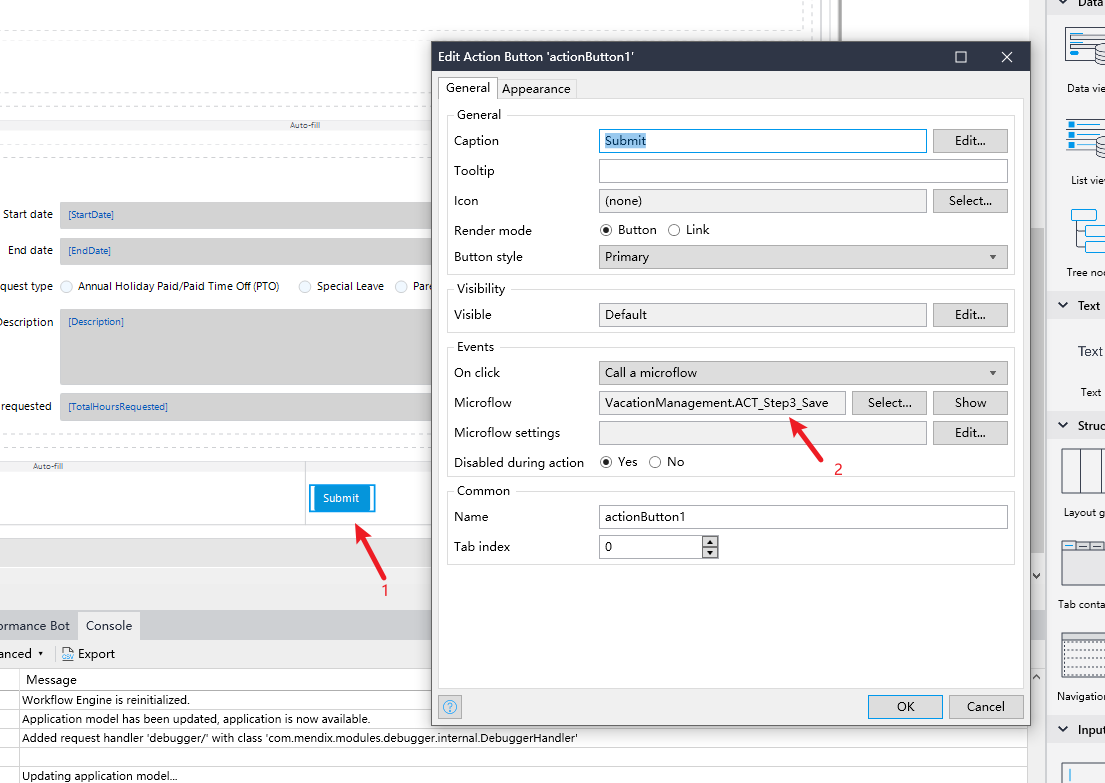 Data
Edit Action Button 'actionButton1'
General
Appearance
General
Caption
Submit
Edit...
Tooltip
Icon
(none)
Select...
Render mode
Button
Link
Button style
Primary
Visibility
Visible
Default
Edit...
Events
On click
Call a microflow
Microflow
VacationManagement.ACT_Step3_Save
Select...
Show
Microflow settings
Edit...
Disabled during action
Yes
No
2
Common
Name
actionButton1
Tab index
0
OK
Cancel
Auto-fill
Start date
[StartDate]
End date
[EndDate]
quest type
Annual Holiday Paid/Paid Time Off (PTO)
Special Leave
Pare
Description
[Description]
requested
[TotalHoursRequested]
Auto-fill
Submit
1
ormance Bot
Console
anced
Export
Message
Workflow Engine is reinitialized.
Application model has been updated, application is now available.
Added request handler 'debugger/' with class 'com.mendix.modules.debugger.internal.DebuggerHandler'
Updating application model...
Data vie
List vie
Tree no
Text
Text
Text
Struc
Layout g
Tab conta
Navigation
Input